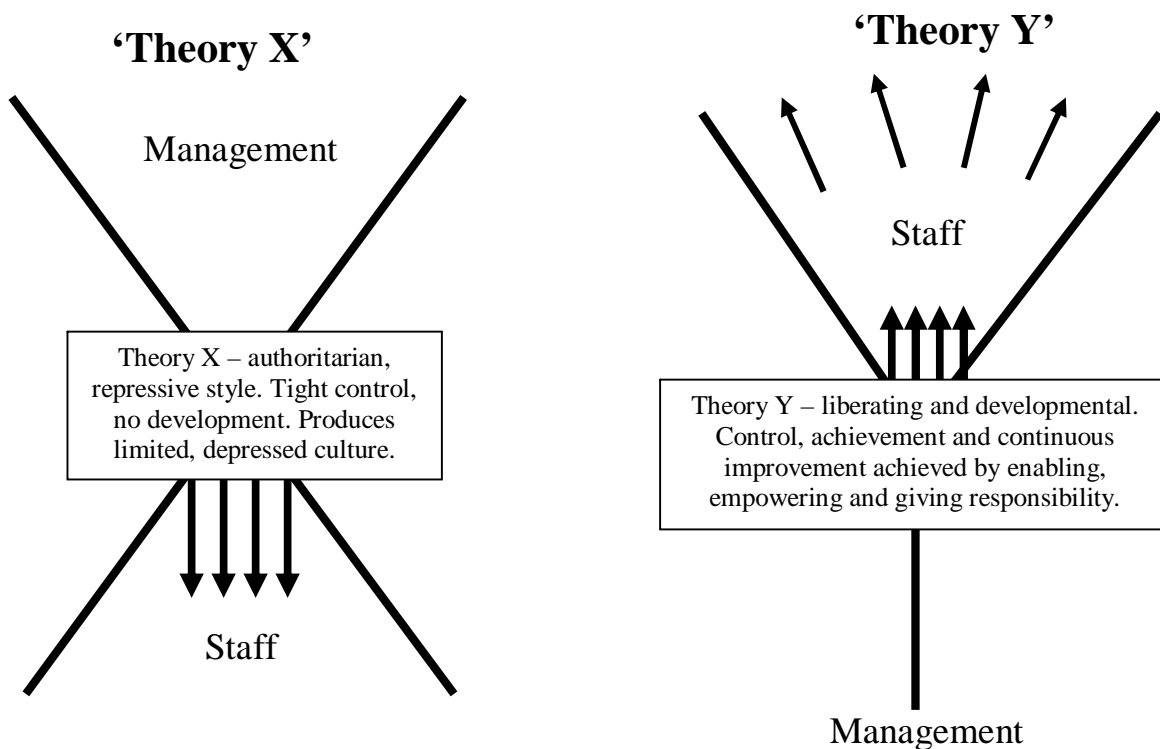 ‘Theory X’
Management
Theory X – authoritarian,
repressive style. Tight control,
no development. Produces
limited, depressed culture.
Staff
‘Theory Y’
Staff
Theory Y – liberating and developmental.
Control, achievement and continuous
improvement achieved by enabling,
empowering and giving responsibility.
Management